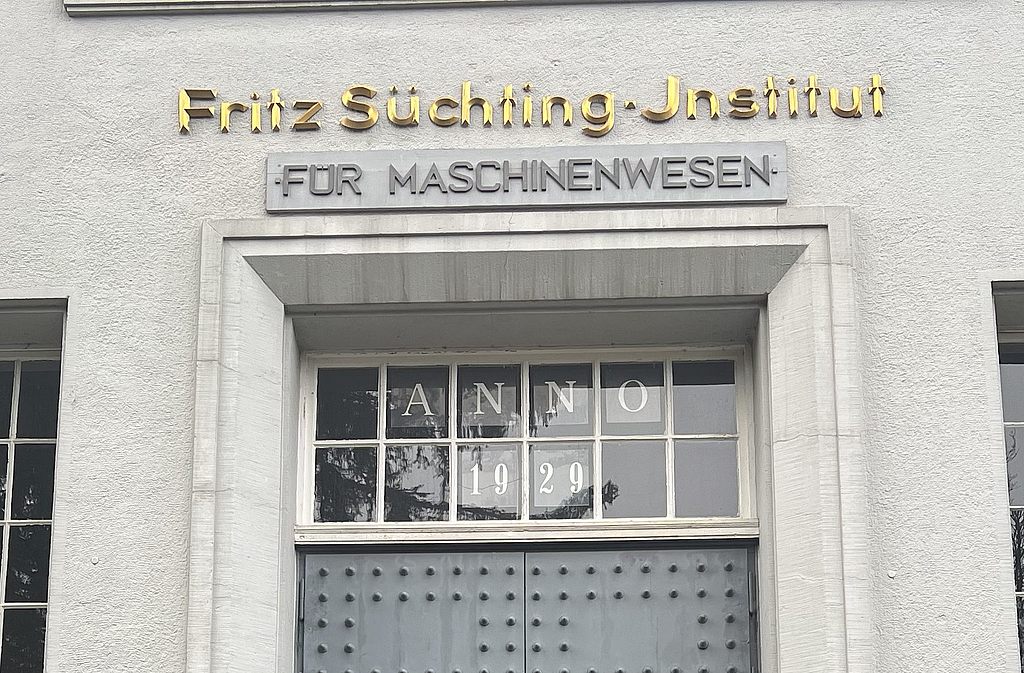 Fritz Süchting-Jnstitut
·FÜR MASCHINENWESEN·
ANNO
1929